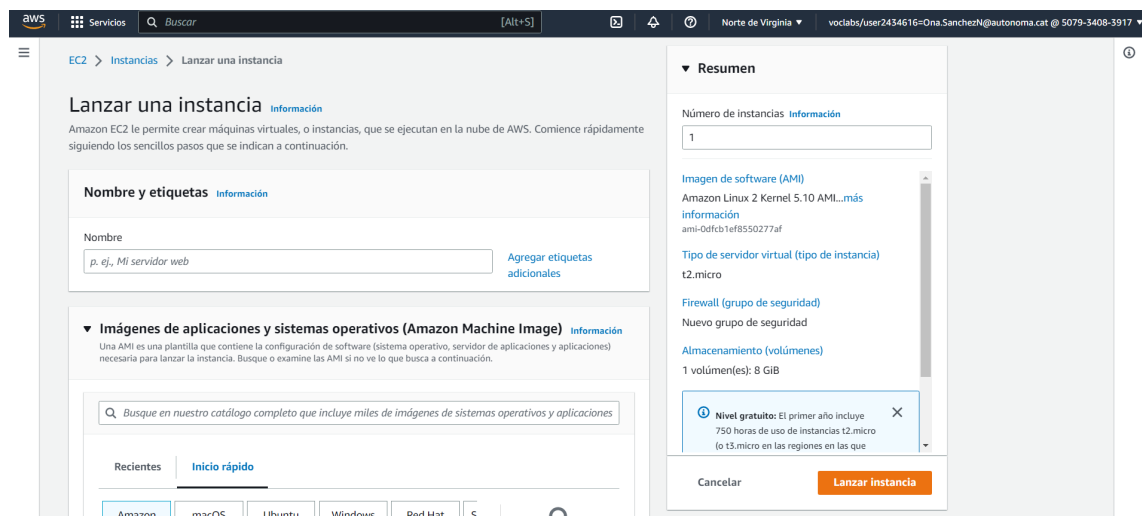 aws
Servicios
Buscar
[Alt+S]
Norte de Virginia ▼
voclabs/user2434616=Ona.SanchezN@autonoma.cat @ 5079-3408-3917 ▼
EC2 > Instancias > Lanzar una instancia
Lanzar una instancia Información
Amazon EC2 le permite crear máquinas virtuales, o instancias, que se ejecutan en la nube de AWS. Comience rápidamente
siguiendo los sencillos pasos que se indican a continuación.
Nombre y etiquetas Información
Nombre
p. ej., Mi servidor web
Agregar etiquetas
adicionales
▼ Imágenes de aplicaciones y sistemas operativos (Amazon Machine Image) Información
Una AMI es una plantilla que contiene la configuración de software (sistema operativo, servidor de aplicaciones y aplicaciones)
necesaria para lanzar la instancia. Busque o examine las AMI si no ve lo que busca a continuación.
Busque en nuestro catálogo completo que incluye miles de imágenes de sistemas operativos y aplicaciones
Recientes
Inicio rápido
Amazon
macOS
Ubuntu
Windows
Red Hat
S
▼ Resumen
Número de instancias Información
1
Imagen de software (AMI)
Amazon Linux 2 Kernel 5.10 AMI...más
información
ami-0dfcb1ef8550277af
Tipo de servidor virtual (tipo de instancia)
t2.micro
Firewall (grupo de seguridad)
Nuevo grupo de seguridad
Almacenamiento (volúmenes)
1 volúmen(es): 8 GiB
Nivel gratuito: El primer año incluye
750 horas de uso de instancias t2.micro
(o t3.micro en las regiones en las que
Cancelar
Lanzar instancia